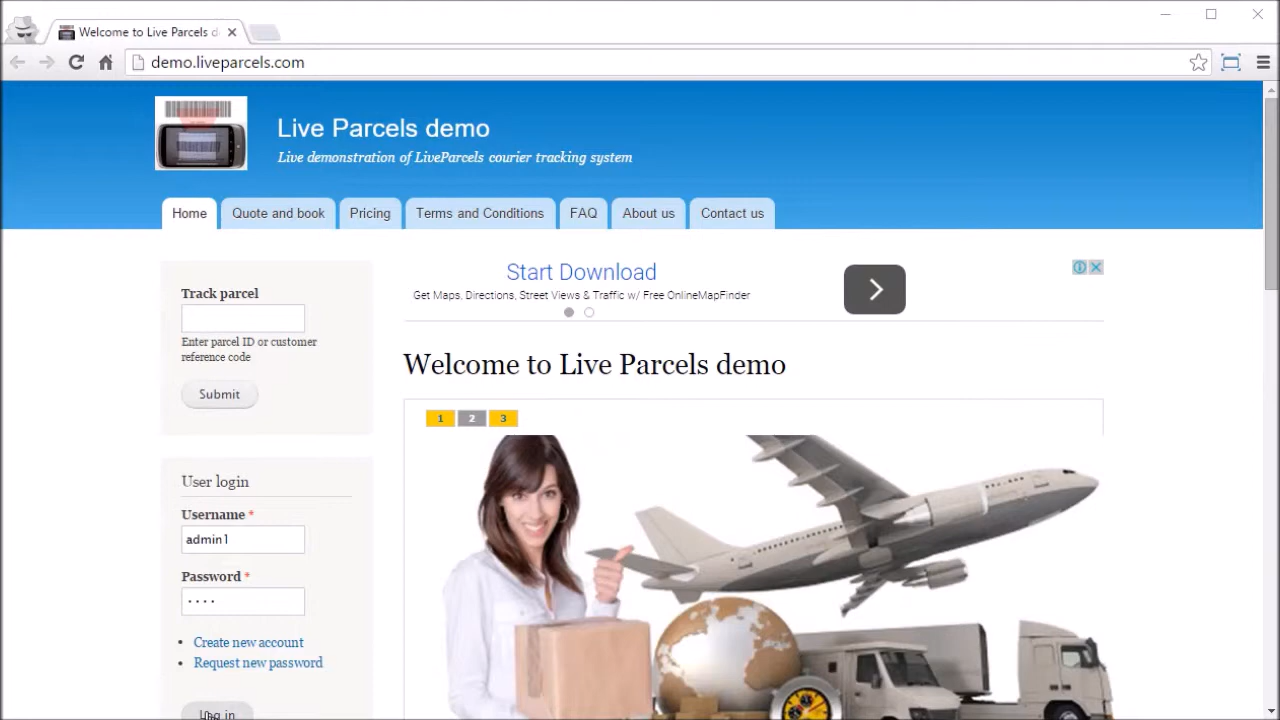 Welcome to Live Parcels d
demo.liveparcels.com
Live Parcels demo
Live demonstration of LiveParcels courier tracking system
Home
Quote and book
Pricing
Terms and Conditions
FAQ
About us
Contact us
Track parcel
Enter parcel ID or customer
reference code
Submit
User login
Username *
admin1
Password *
····
Create new account
Request new password
Log in
Start Download
Get Maps, Directions, Street Views & Traffic w/ Free OnlineMapFinder
Welcome to Live Parcels demo
1 2 3